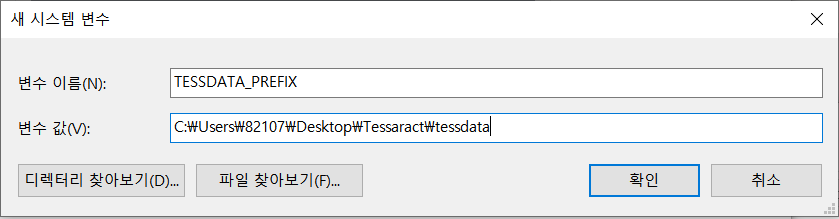 새 시스템 변수
변수 이름(N): TESSDATA_PREFIX
변수 값(V): C:₩Users₩82107₩Desktop₩Tessaract₩tessdata
디렉터리 찾아보기(D)... 파일 찾아보기(F)... 확인 취소